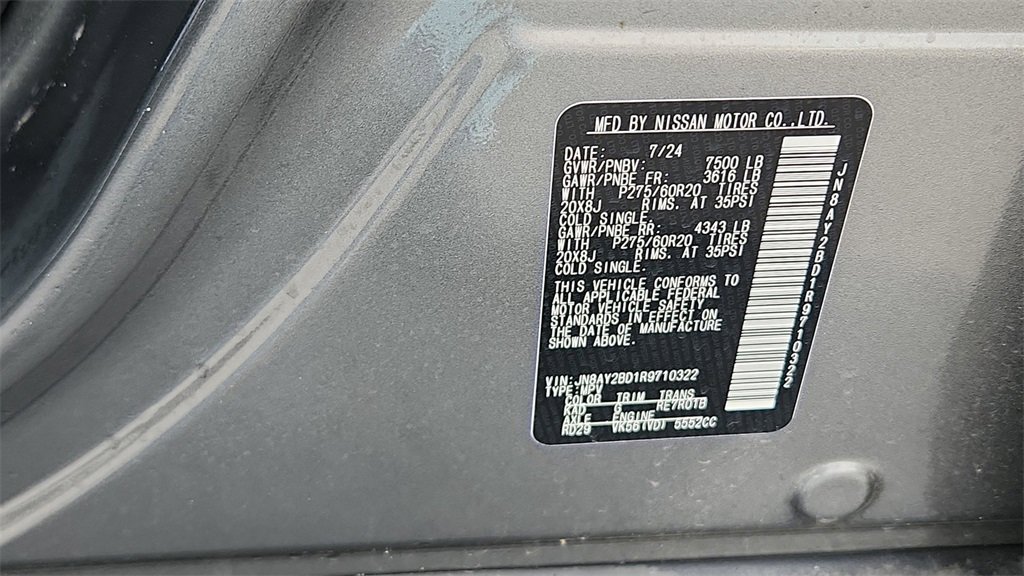 MFD BY NISSAN MOTOR CO.,LTD.
DATE: 7/24
GVWR/PNBV: 7500 LB
GAWR/PNBE FR: 3616 LB
WITH P275/60R20 TIRES
20X8J RIMS. AT 35PSI
COLD SINGLE.
GAWR/PNBE RR: 4343 LB
WITH P275/60R20 TIRES
20X8J RIMS. AT 35PSI
COLD SINGLE.
THIS VEHICLE CONFORMS TO
ALL APPLICABLE FEDERAL
MOTOR VEHICLE SAFETY
STANDARDS IN EFFECT ON
THE DATE OF MANUFACTURE
SHOWN ABOVE.
VIN:JN8AY2BD1R9710322
TYPE:MPV
COLOR TRIM TRANS
KAD G RE7R01B
AXLE ENGINE
RD29 VK56(VD) 5552CC
JN8AY2BD1R9710322